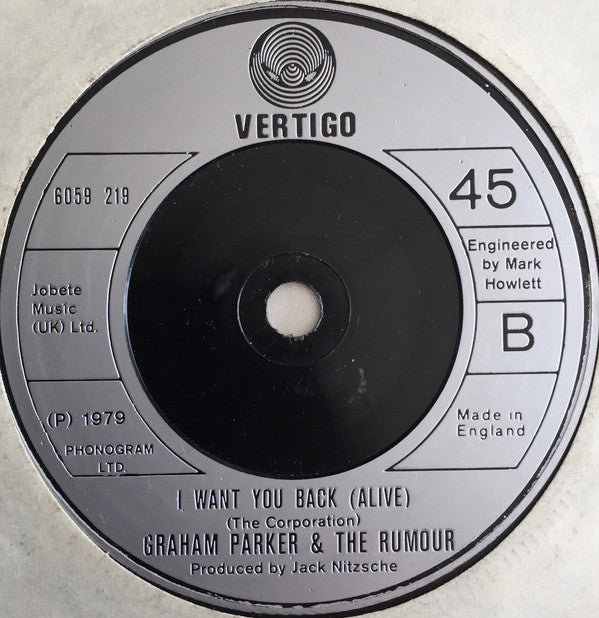 VERTIGO
6059 219
45
Engineered
by Mark
Howlett
Jobete
Music
(UK) Ltd.
B
(P) 1979
PHONOGRAM
LTD.
Made in
England
I WANT YOU BACK (ALIVE)
(The Corporation)
GRAHAM PARKER & THE RUMOUR
Produced by Jack Nitzsche